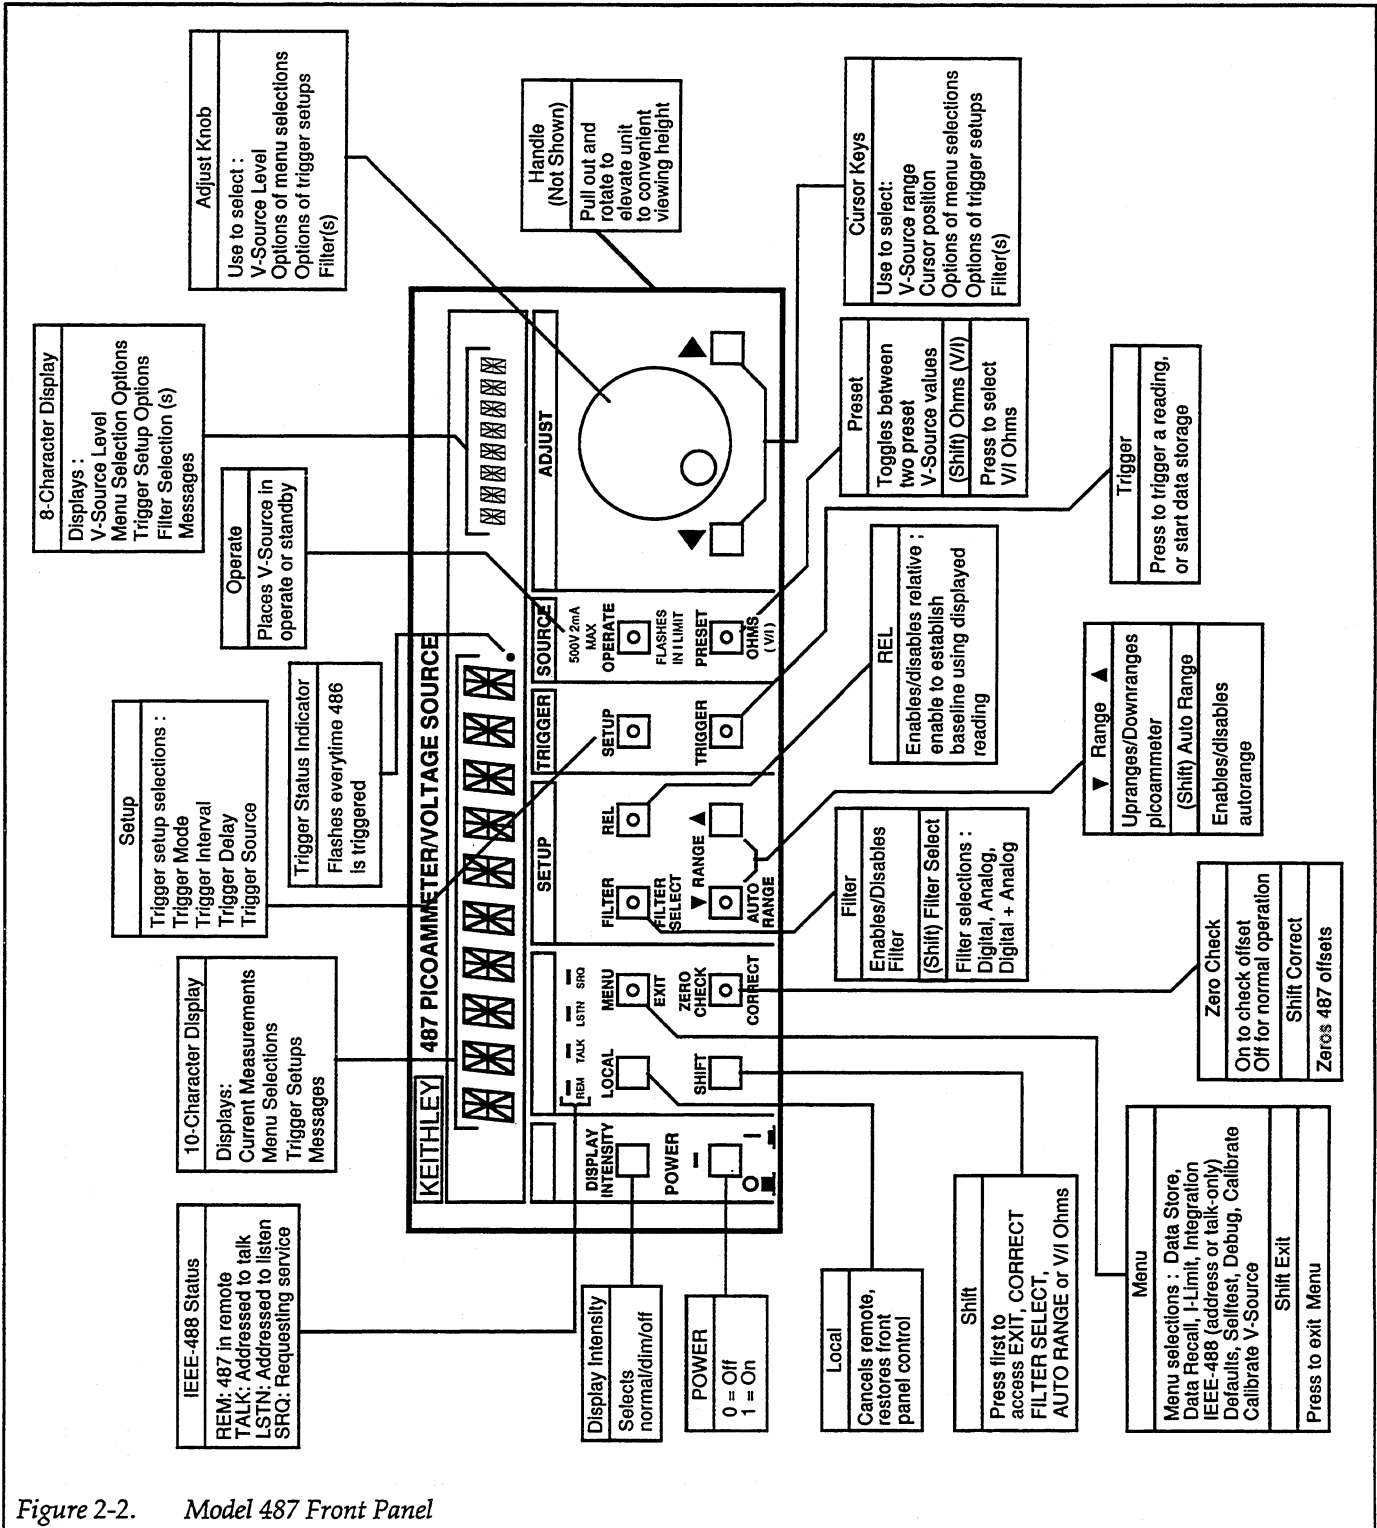 IEEE-488 Status
REM: 487 in remote
TALK: Addressed to talk
LSTN: Addressed to listen
SRQ: Requesting service
10-Character Display
Displays:
Current Measurements
Menu Selections
Trigger Setups
Messages
Setup
Trigger setup selections :
Trigger Mode
Trigger Interval
Trigger Delay
Trigger Source
Trigger Status Indicator
Flashes everytime 486
is triggered
Operate
Places V-Source in
operate or standby
8-Character Display
Displays :
V-Source Level
Menu Selection Options
Trigger Setup Options
Filter Selection (s)
Messages
Adjust Knob
Use to select :
V-Source Level
Options of menu selections
Options of trigger setups
Filter(s)
Handle
(Not Shown)
Pull out and
rotate to
elevate unit
to convenient
viewing height
KEITHLEY
487 PICOAMMETER/VOLTAGE SOURCE
DISPLAY
INTENSITY
POWER
REM TALK LSTN SRQ
LOCAL
MENU
EXIT
SHIFT
ZERO
CHECK
CORRECT
SETUP
FILTER
REL
FILTER
SELECT
▼ RANGE ▲
AUTO
RANGE
TRIGGER
SETUP
TRIGGER
SOURCE
500V 2mA
MAX
OPERATE
FLASHES
IN I LIMIT
PRESET
OHMS
(V/I)
ADJUST
Display Intensity
Selects
normal/dim/off
POWER
0 = Off
1 = On
Local
Cancels remote,
restores front
panel control
Shift
Press first to
access EXIT, CORRECT
FILTER SELECT,
AUTO RANGE or V/I Ohms
Menu
Menu selections : Data Store,
Data Recall, I-Limit, Integration
IEEE-488 (address or talk-only)
Defaults, Selftest, Debug, Calibrate
Calibrate V-Source
Shift Exit
Press to exit Menu
Zero Check
On to check offset
Off for normal operation
Shift Correct
Zeros 487 offsets
Filter
Enables/Disables
Filter
(Shift) Filter Select
Filter selections :
Digital, Analog,
Digital + Analog
▼ Range ▲
Upranges/Downranges
picoammeter
(Shift) Auto Range
Enables/disables
autorange
REL
Enables/disables relative ;
enable to establish
baseline using displayed
reading
Trigger
Press to trigger a reading,
or start data storage
Preset
Toggles between
two preset
V-Source values
(Shift) Ohms (V/I)
Press to select
V/I Ohms
Cursor Keys
Use to select:
V-Source range
Cursor position
Options of menu selections
Options of trigger setups
Filter(s)
Figure 2-2. Model 487 Front Panel